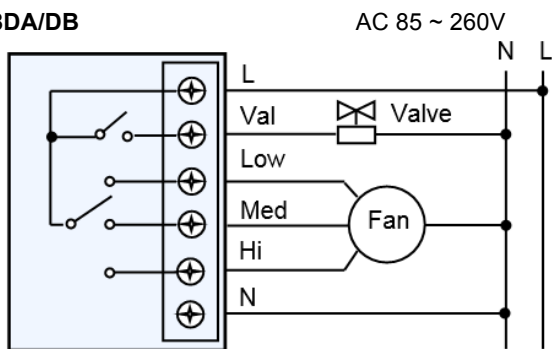 3DA/DB
AC 85 ~ 260V
N L
L
Val
Valve
Low
Med
Fan
Hi
N